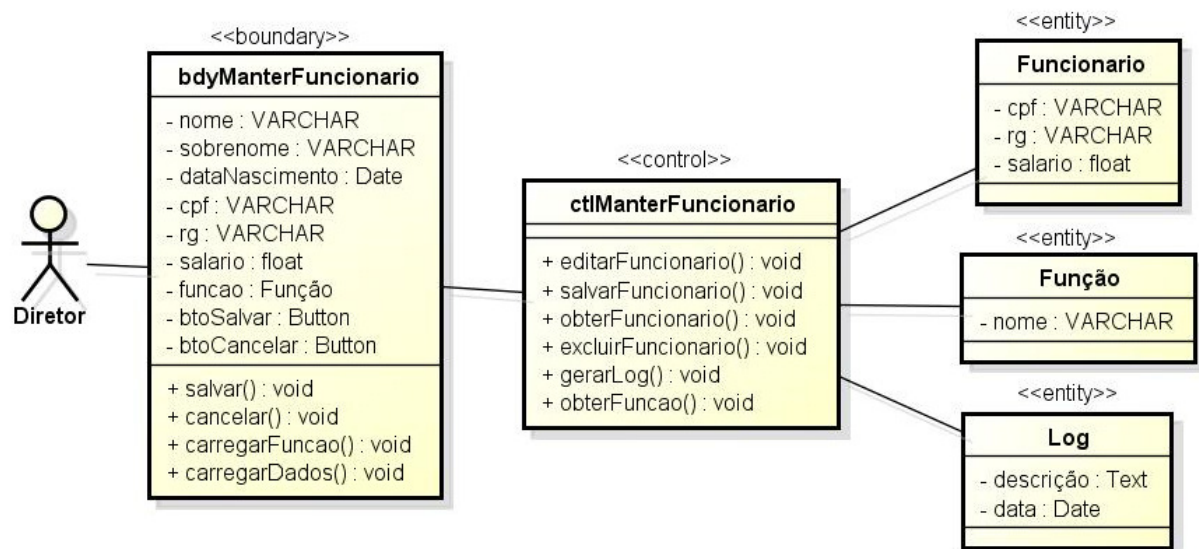 Diretor
<<boundary>>
bdyManterFuncionario
- nome : VARCHAR
- sobrenome : VARCHAR
- dataNascimento : Date
- cpf : VARCHAR
- rg : VARCHAR
- salario : float
- funcao : Função
- btoSalvar : Button
- btoCancelar : Button
+ salvar() : void
+ cancelar() : void
+ carregarFuncao() : void
+ carregarDados() : void
<<control>>
ctlManterFuncionario
+ editarFuncionario() : void
+ salvarFuncionario() : void
+ obterFuncionario() : void
+ excluirFuncionario() : void
+ gerarLog() : void
+ obterFuncao() : void
<<entity>>
Funcionario
- cpf : VARCHAR
- rg : VARCHAR
- salario : float
<<entity>>
Função
- nome : VARCHAR
<<entity>>
Log
- descrição : Text
- data : Date